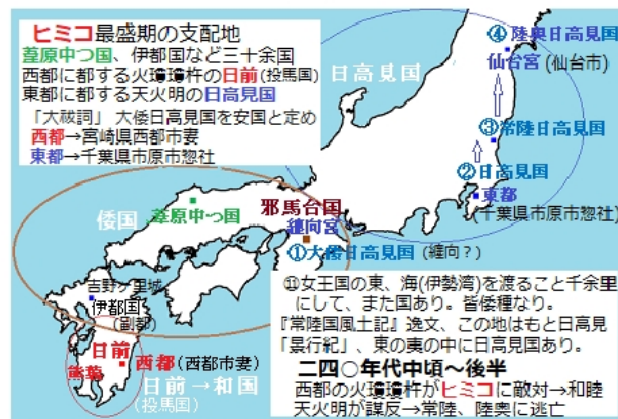 ヒミコ最盛期の支配地
葦原中つ国、伊都国など三十余国
西都に都する火瓊瓊杵の日前(投馬国)
東都に都する天火明の日高見国
「大祓詞」 大倭日高見国を安国と定め
西都→宮崎県西都市妻
東都→千葉県市原市惣社
日高見国
④陸奥日高見国
仙台宮(仙台市)
③常陸日高見国
②日高見国
東都
(千葉県市原市惣社)
倭国
葦原中つ国
邪馬台国
纏向宮
①大倭日高見国(纏向?)
吉野ヶ里城
伊都国
(副都)
日前
熊襲
西都(西都市妻)
日前→和国
(投馬国)
⑪女王国の東、海(伊勢湾)を渡ること千余里
にして、また国あり。皆倭種なり。
『常陸国風土記』逸文、この地はもと日高見
「景行紀」、東の夷の中に日高見国あり。
二四〇年代中頃～後半
西都の火瓊瓊杵がヒミコに敵対→和睦
天火明が謀反→常陸、陸奥に逃亡